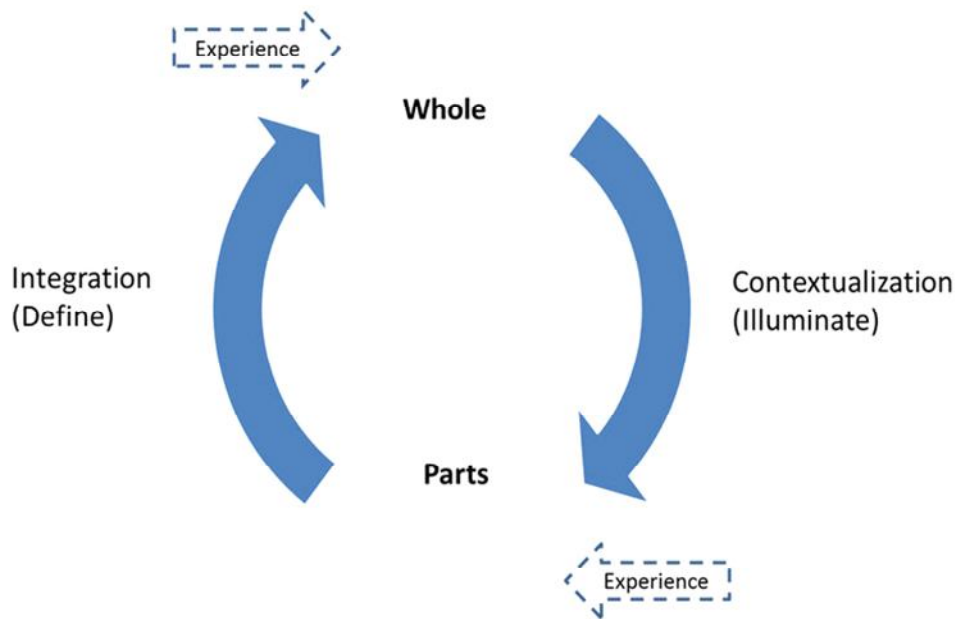 Experience
Whole
Integration
(Define)
Contextualization
(Illuminate)
Parts
Experience